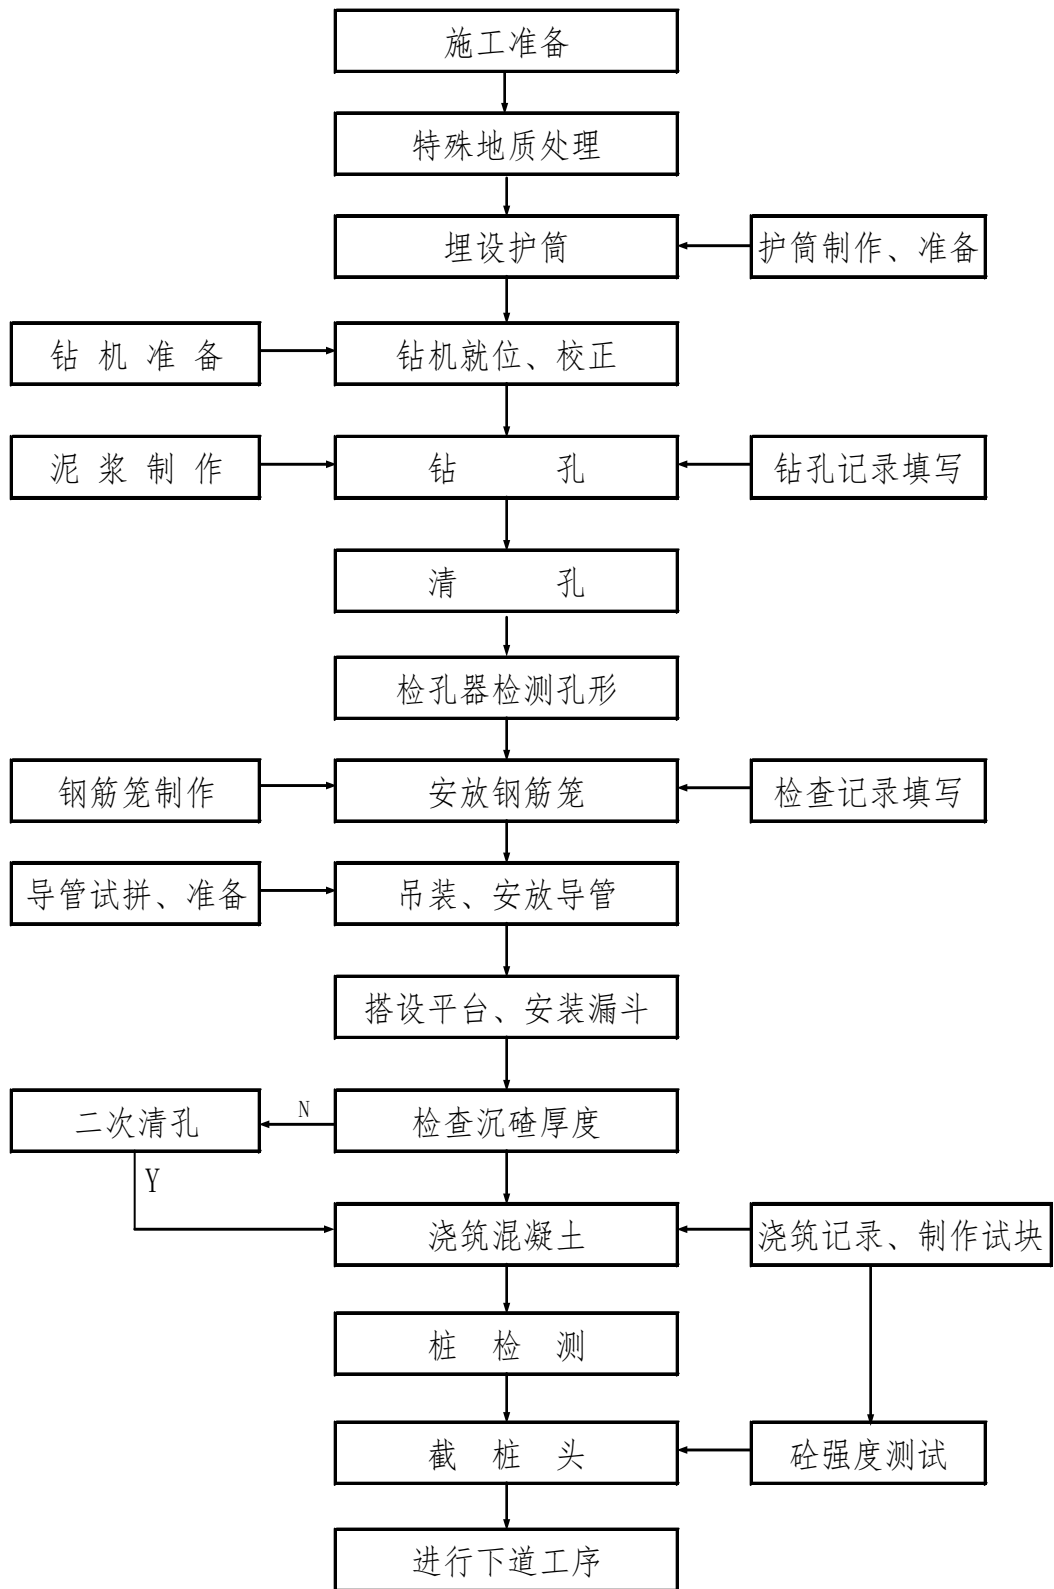 施工准备
特殊地质处理
埋设护筒
护筒制作、准备
钻 机 准 备
钻机就位、校正
泥 浆 制 作
钻 孔
钻孔记录填写
清 孔
检孔器检测孔形
钢筋笼制作
安放钢筋笼
检查记录填写
导管试拼、准备
吊装、安放导管
搭设平台、安装漏斗
二次清孔
N
检查沉碴厚度
Y
浇筑混凝土
浇筑记录、制作试块
桩 检 测
截 桩 头
砼强度测试
进行下道工序